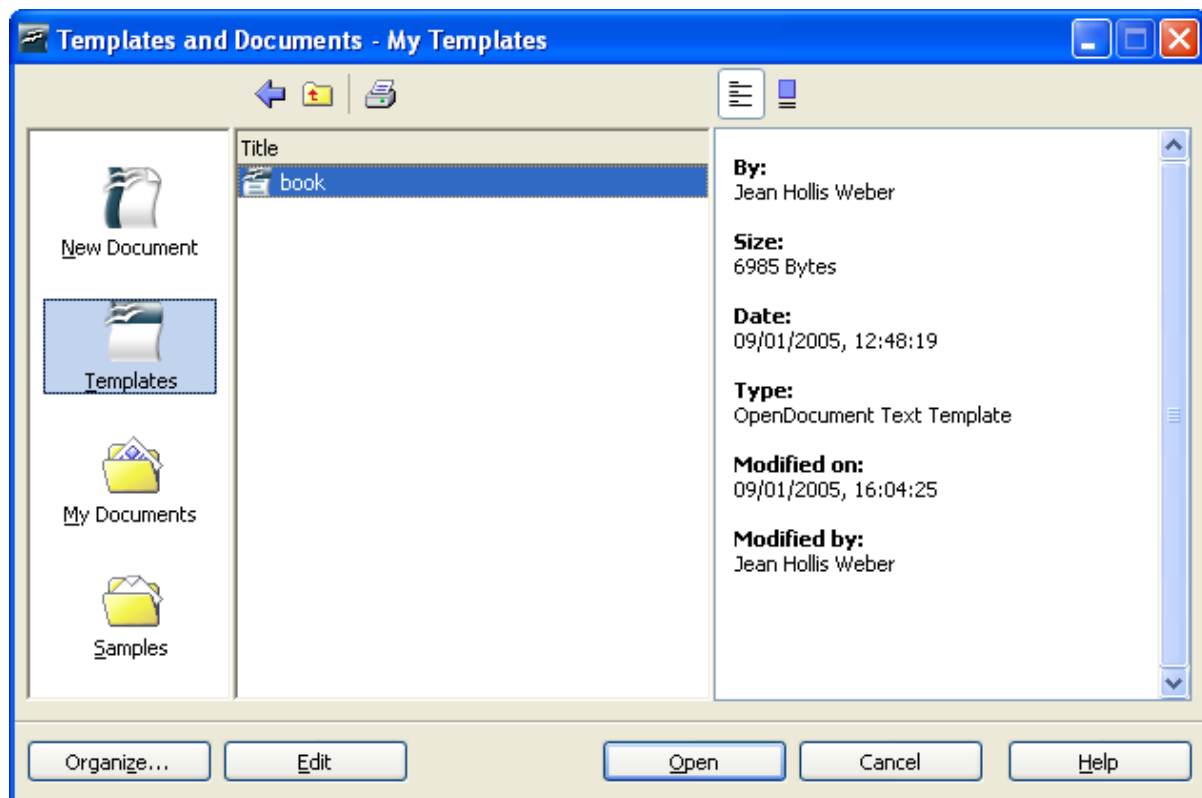 Templates and Documents - My Templates
New Document
Templates
My Documents
Samples
Title
book
By:
Jean Hollis Weber
Size:
6985 Bytes
Date:
09/01/2005, 12:48:19
Type:
OpenDocument Text Template
Modified on:
09/01/2005, 16:04:25
Modified by:
Jean Hollis Weber
Organize...
Edit
Open
Cancel
Help